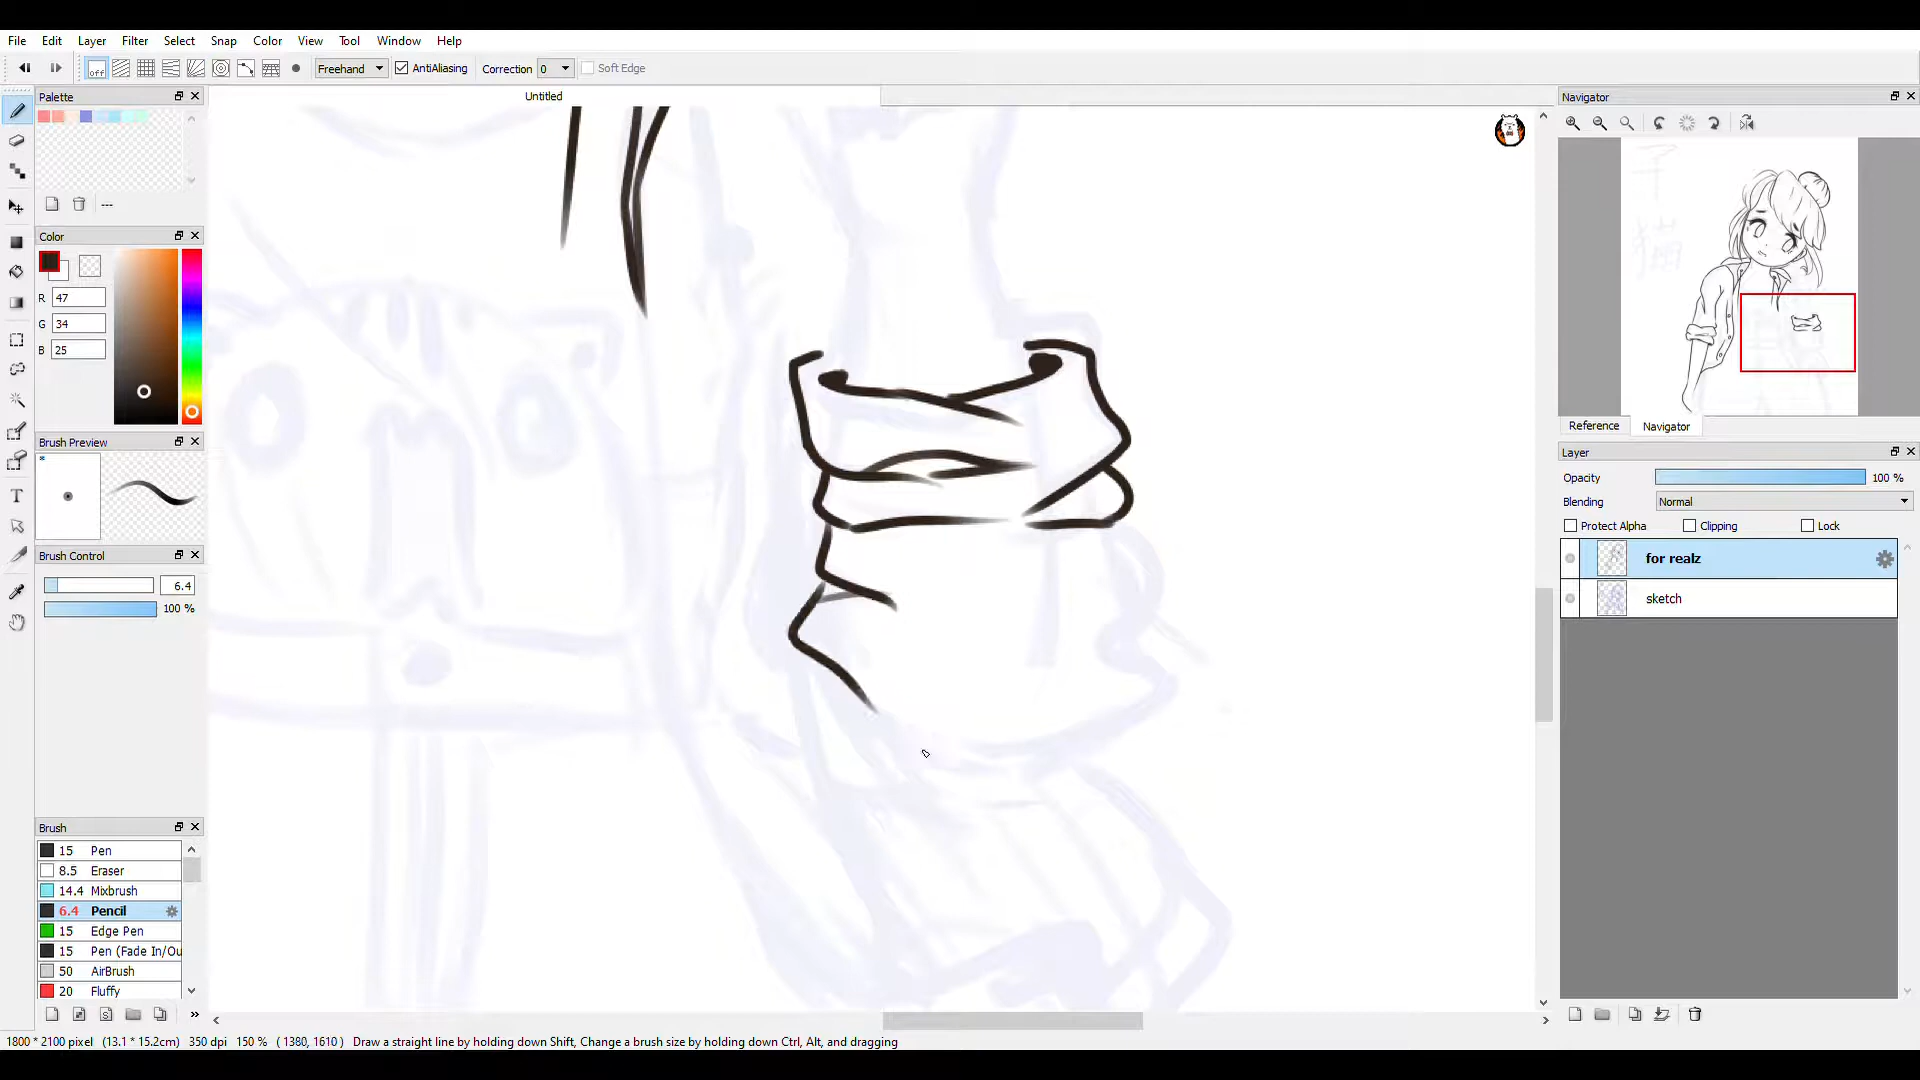 File Edit Layer Filter Select Snap Color View Tool Window Help
off Freehand AntiAliasing Correction 0 Soft Edge
Palette
Untitled
Navigator
---
Color
R 47
G 34
B 25
Reference Navigator
Brush Preview
Layer
Opacity 100 %
Blending Normal
Protect Alpha Clipping Lock
Brush Control
for realz
6.4
100 %
sketch
Brush
15 Pen
8.5 Eraser
14.4 Mixbrush
6.4 Pencil
15 Edge Pen
15 Pen (Fade In/Ou
50 AirBrush
20 Fluffy
1800 * 2100 pixel (13.1 * 15.2cm) 350 dpi 150 % ( 1380, 1610 ) Draw a straight line by holding down Shift, Change a brush size by holding down Ctrl, Alt, and dragging